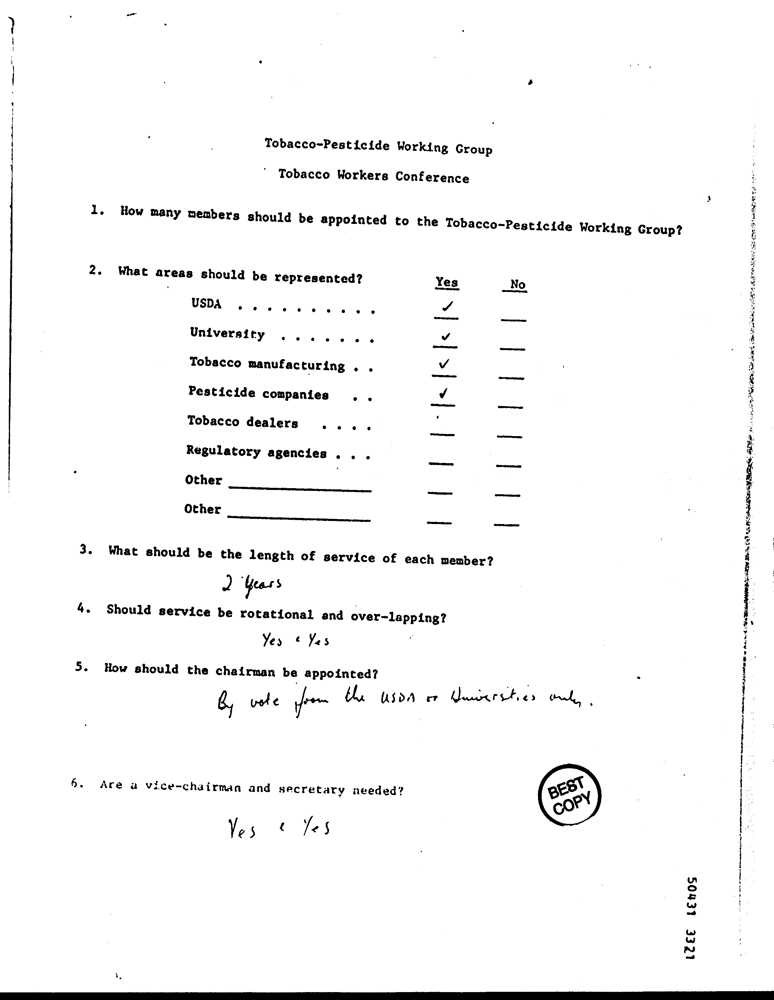 Tobacco-Pesticide Working Group
Tobacco Workers Conference
1. How many members should be appointed to the Tobacco-Pesticide Working Group?
2. What areas should be represented? Yes No
USDA . . . . . . . . . . ✓
University . . . . . . . ✓
Tobacco manufacturing . . ✓
Pesticide companies . . ✓
Tobacco dealers . . . .
Regulatory agencies . . .
Other
Other
3. What should be the length of service of each member?
2 Years
4. Should service be rotational and over-lapping?
Yes & Yes
5. How should the chairman be appointed?
By vote from the USDA or Universities only.
6. Are a vice-chairman and secretary needed?
Yes & Yes
BEST
COPY
50431 3321